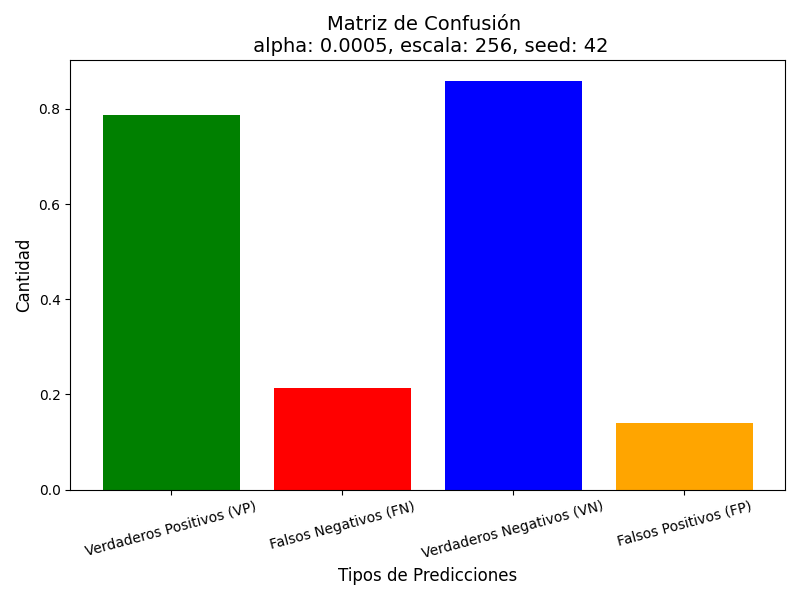 Matriz de Confusión
alpha: 0.0005, escala: 256, seed: 42
Cantidad
0.8
0.6
0.4
0.2
0.0
Verdaderos Positivos (VP)
Falsos Negativos (FN)
Verdaderos Negativos (VN)
Falsos Positivos (FP)
Tipos de Predicciones